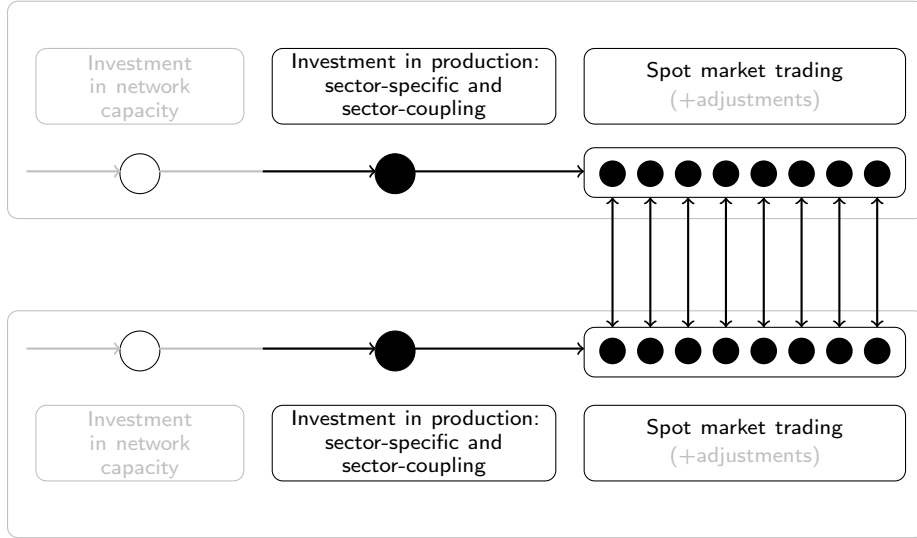 Investment
in network
capacity
Investment in production:
sector-specific and
sector-coupling
Spot market trading
(+adjustments)
Investment
in network
capacity
Investment in production:
sector-specific and
sector-coupling
Spot market trading
(+adjustments)